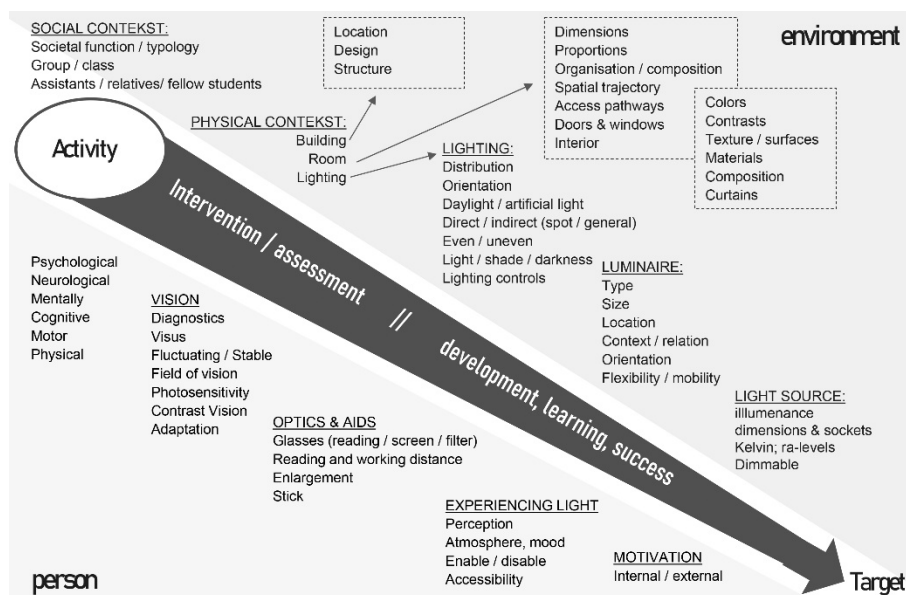 SOCIAL CONTEKST:
Societal function / typology
Group / class
Assistants / relatives/ fellow students
Location
Design
Structure
Dimensions
Proportions
Organisation / composition
Spatial trajectory
Access pathways
Doors & windows
Interior
environment
Colors
Contrasts
Texture / surfaces
Materials
Composition
Curtains
PHYSICAL CONTEKST:
Building
Room
Lighting
LIGHTING:
Distribution
Orientation
Daylight / artificial light
Direct / indirect (spot / general)
Even / uneven
Light / shade / darkness
Lighting controls
LUMINAIRE:
Type
Size
Location
Context / relation
Orientation
Flexibility / mobility
LIGHT SOURCE:
illlumenance
dimensions & sockets
Kelvin; ra-levels
Dimmable
Activity
Intervention / assessment // development, learning, success
Target
Psychological
Neurological
Mentally
Cognitive
Motor
Physical
VISION
Diagnostics
Visus
Fluctuating / Stable
Field of vision
Photosensitivity
Contrast Vision
Adaptation
OPTICS & AIDS
Glasses (reading / screen / filter)
Reading and working distance
Enlargement
Stick
EXPERIENCING LIGHT
Perception
Atmosphere, mood
Enable / disable
Accessibility
MOTIVATION
Internal / external
person